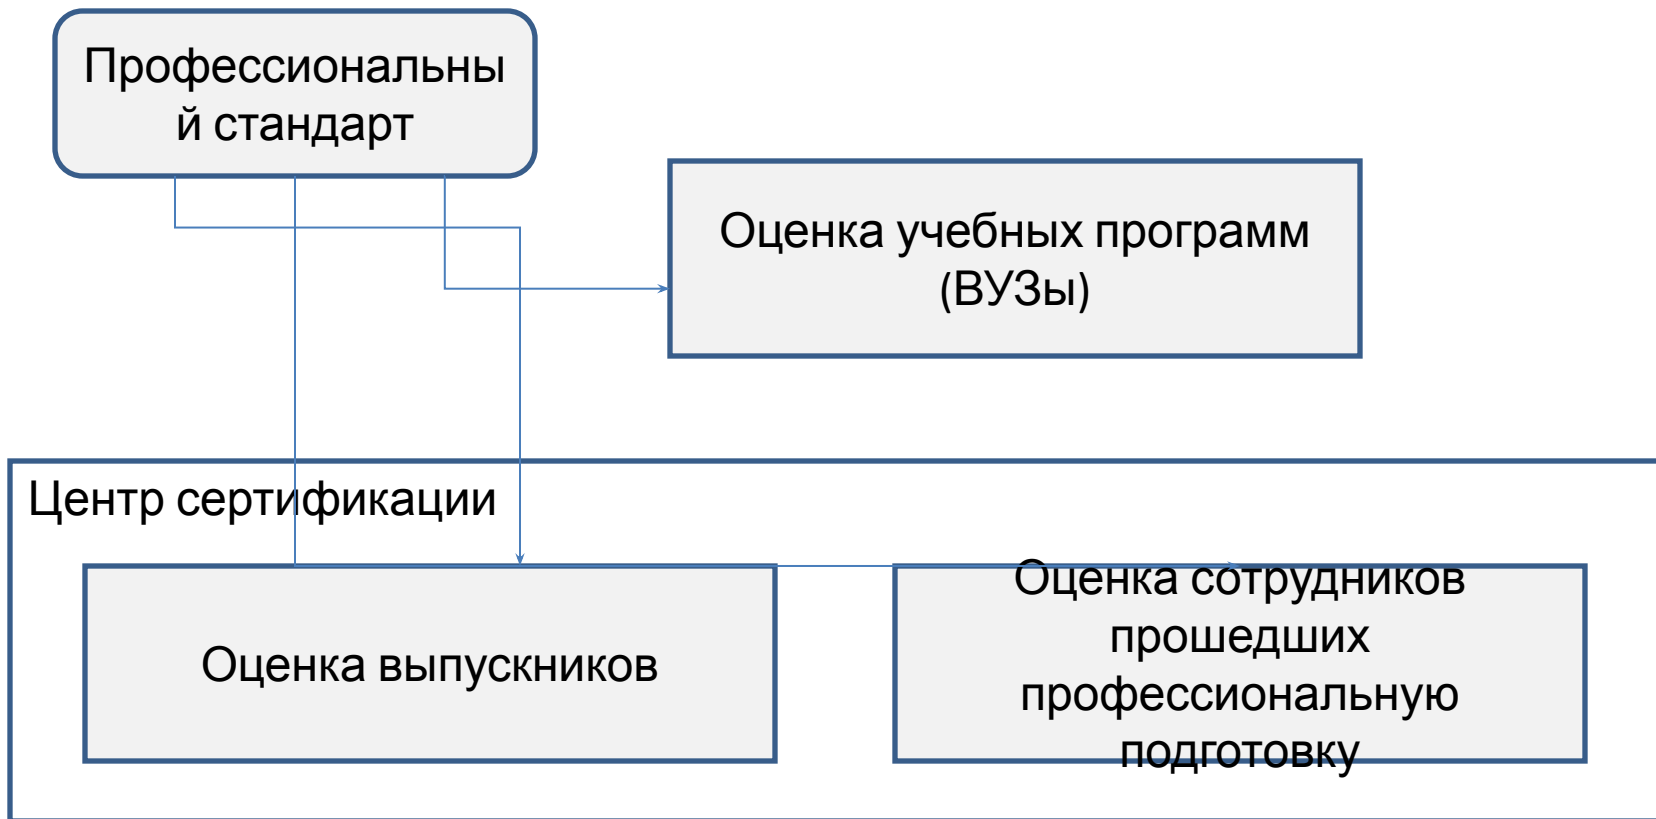 Профессиональны
й стандарт
Оценка учебных программ
(ВУЗы)
Центр сертификации
Оценка выпускников
Оценка сотрудников
прошедших
профессиональную
подготовку